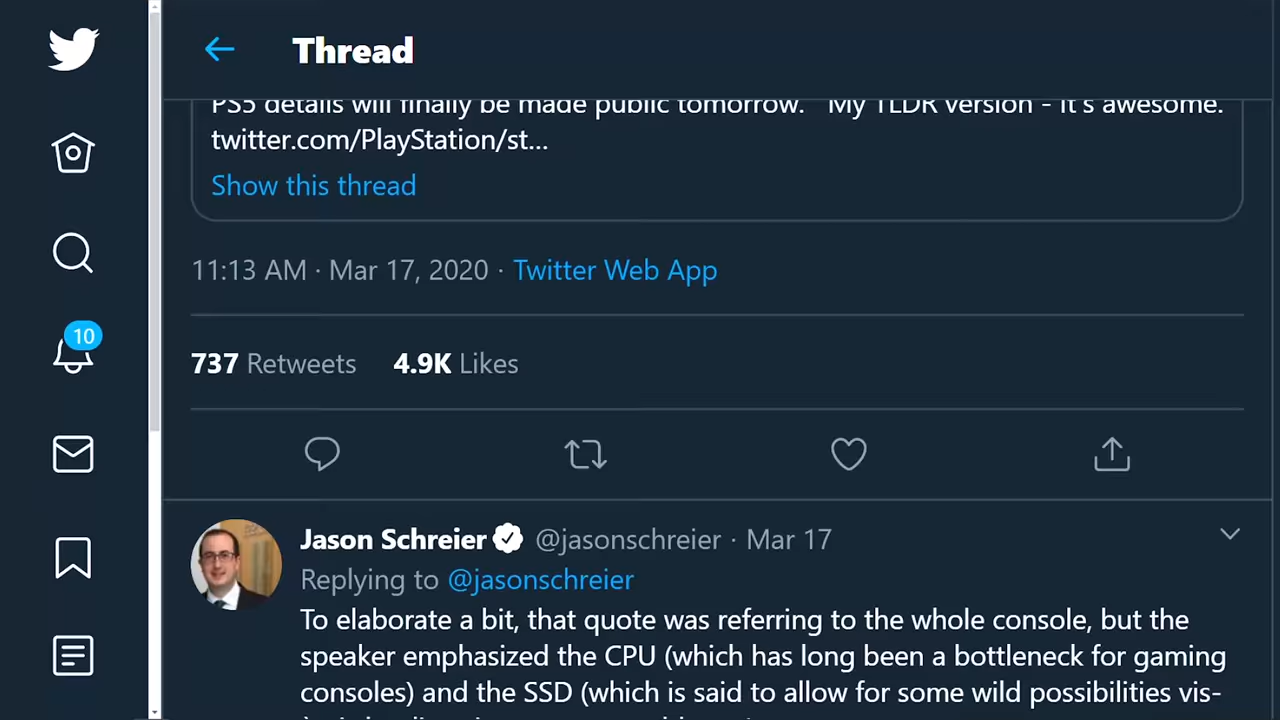 Thread
PS5 details will finally be made public tomorrow. My TLDR version - it's awesome.
twitter.com/PlayStation/st...
Show this thread
11:13 AM · Mar 17, 2020 · Twitter Web App
737 Retweets 4.9K Likes
10
Jason Schreier @jasonschreier · Mar 17
Replying to @jasonschreier
To elaborate a bit, that quote was referring to the whole console, but the
speaker emphasized the CPU (which has long been a bottleneck for gaming
consoles) and the SSD (which is said to allow for some wild possibilities vis-